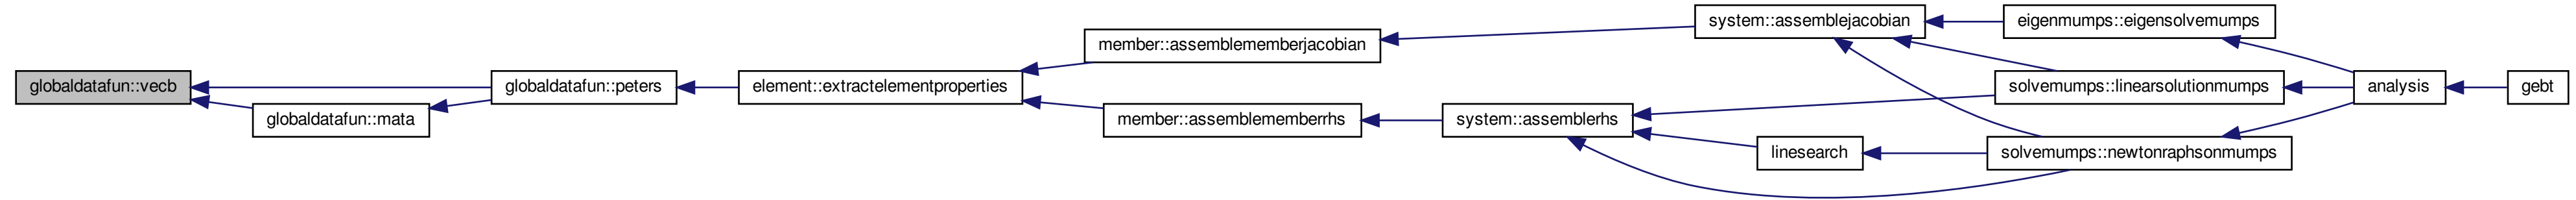 globaldatafun::vecb
globaldatafun::mata
globaldatafun::peters
element::extractelementproperties
member::assemblememberjacobian
member::assemblememberrhs
system::assemblerhs
system::assemblejacobian
linesearch
eigenmumps::eigensolvemumps
solvemumps::linearsolutionmumps
solvemumps::newtonraphsonmumps
analysis
gebt